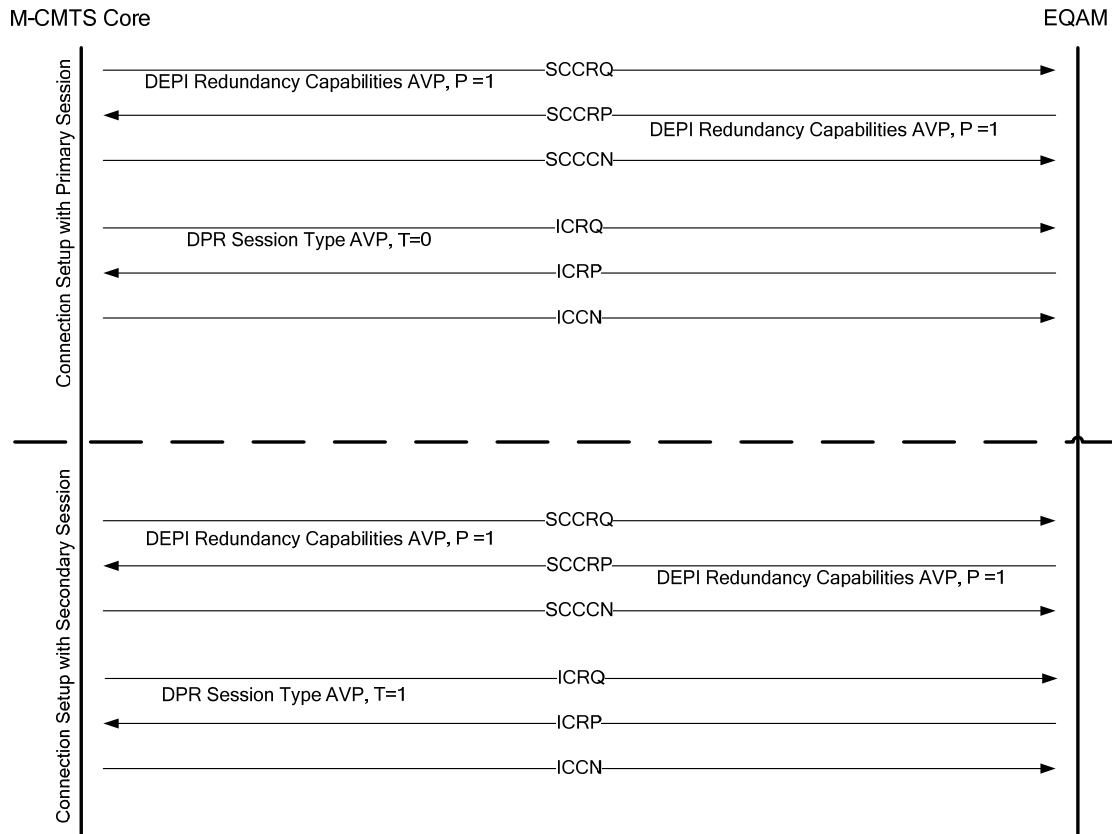 M-CMTS Core
EQAM
Connection Setup with Primary Session
SCCRQ
DEPI Redundancy Capabilities AVP, P =1
SCCRP
DEPI Redundancy Capabilities AVP, P =1
SCCCN
ICRQ
DPR Session Type AVP, T=0
ICRP
ICCN
Connection Setup with Secondary Session
SCCRQ
DEPI Redundancy Capabilities AVP, P =1
SCCRP
DEPI Redundancy Capabilities AVP, P =1
SCCCN
ICRQ
DPR Session Type AVP, T=1
ICRP
ICCN